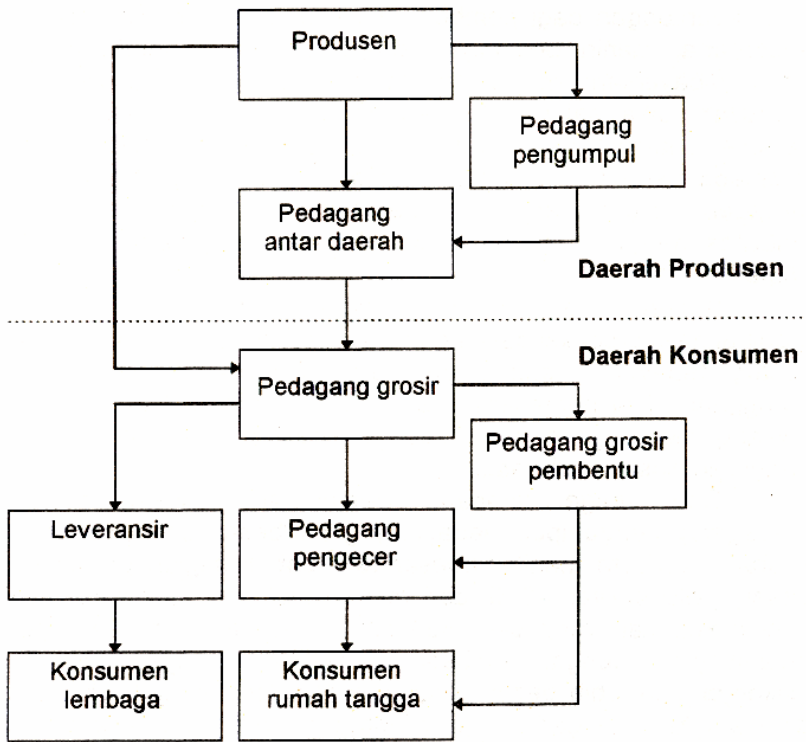 Produsen
Pedagang
pengumpul
Pedagang
antar daerah
Daerah Produsen
Daerah Konsumen
Pedagang grosir
Pedagang grosir
pembentu
Leveransir
Pedagang
pengecer
Konsumen
lembaga
Konsumen
rumah tangga